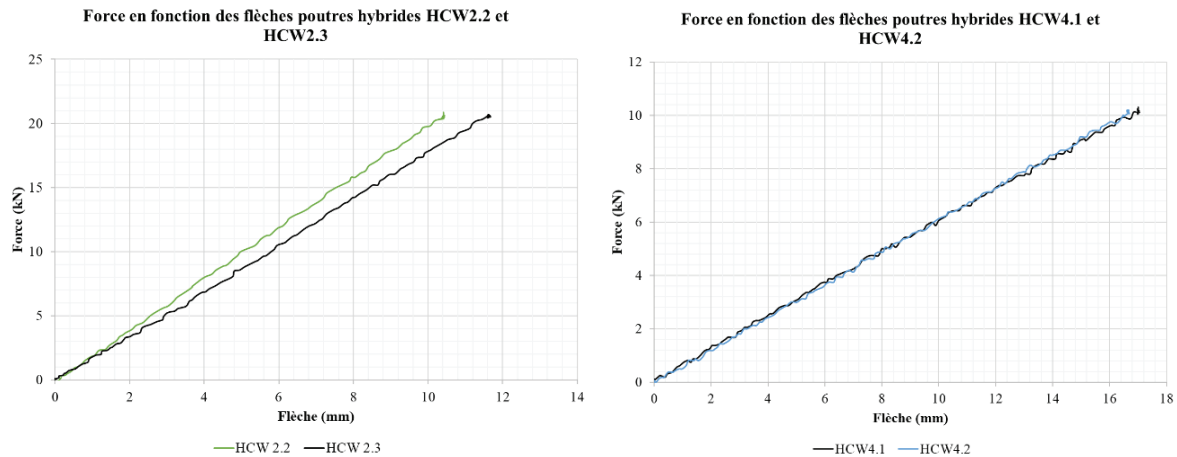 Force en fonction des flèches poutres hybrides HCW2.2 et
HCW2.3
25
20
15
10
5
0
Force (kN)
0 2 4 6 8 10 12 14
Flèche (mm)
HCW 2.2 HCW 2.3
Force en fonction des flèches poutres hybrides HCW4.1 et
HCW4.2
12
10
8
6
4
2
0
Force (kN)
0 2 4 6 8 10 12 14 16 18
Flèche (mm)
HCW4.1 HCW4.2